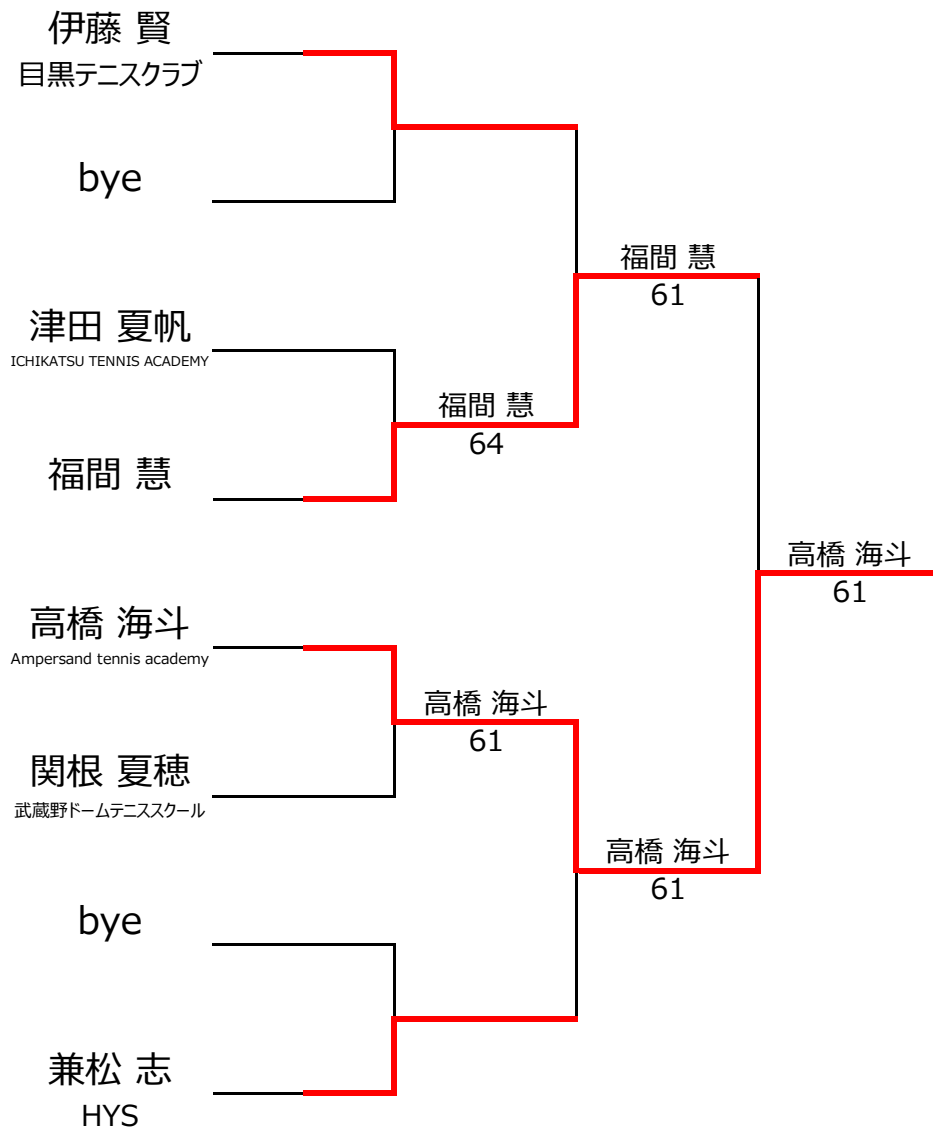 伊藤 賢
目黒テニスクラブ
bye
福間 慧
61
津田 夏帆
ICHIKATSU TENNIS ACADEMY
福間 慧
64
福間 慧
高橋 海斗
61
高橋 海斗
Ampersand tennis academy
高橋 海斗
61
関根 夏穂
武蔵野ドームテニススクール
高橋 海斗
61
bye
兼松 志
HYS